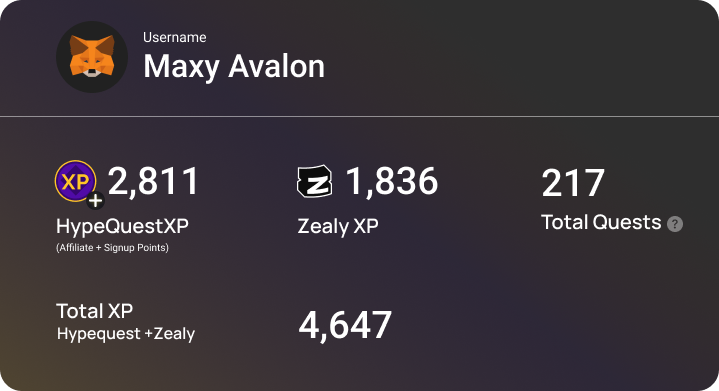 Username
Maxy Avalon
XP
+
2,811
HypeQuestXP
(Affiliate + Signup Points)
Z
1,836
Zealy XP
217
Total Quests ?
Total XP
Hypequest +Zealy
4,647